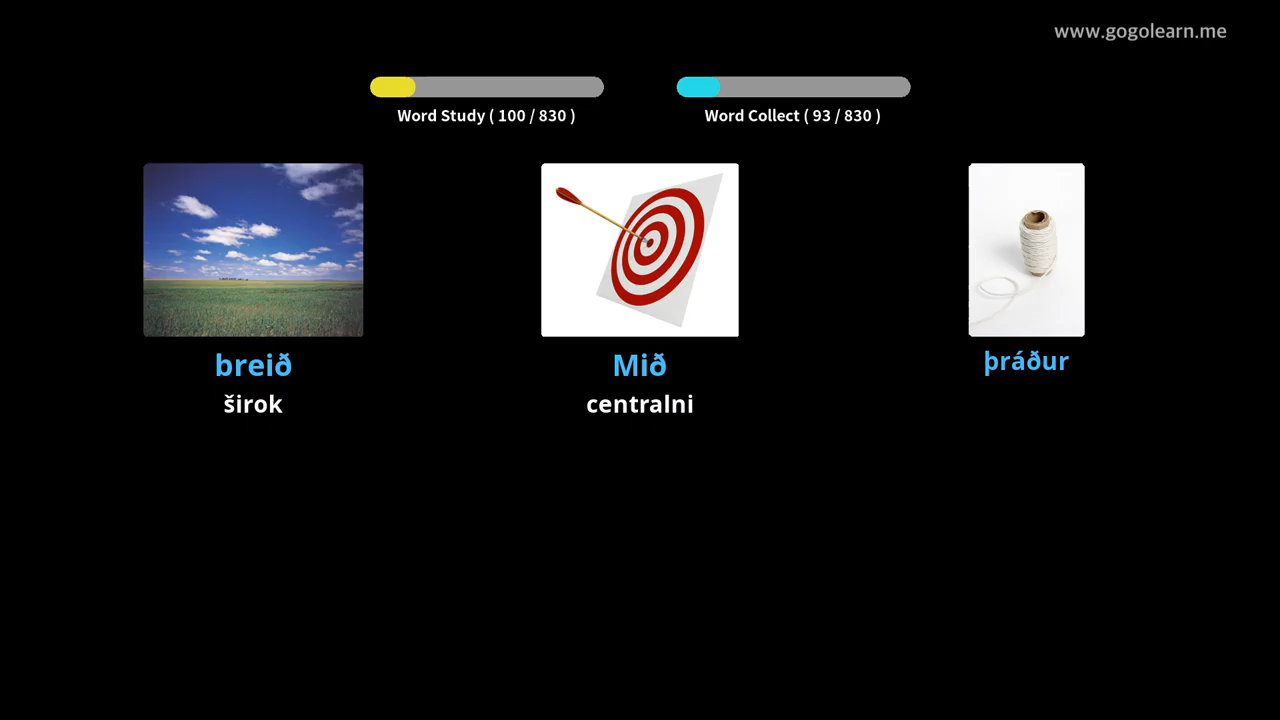 www.gogolearn.me
Word Study ( 100 / 830 )
Word Collect ( 93 / 830 )
breið
širok
Mið
centralni
þráður